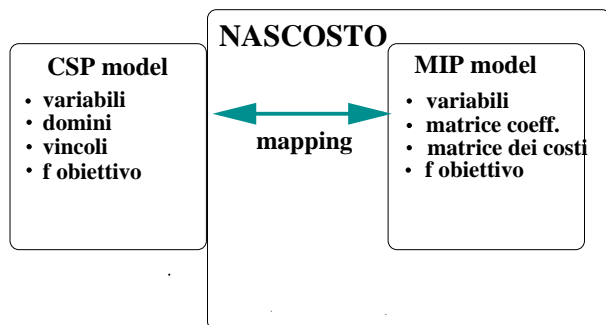 NASCOSTO
CSP model
• variabili
• domini
• vincoli
• f obiettivo
mapping
MIP model
• variabili
• matrice coeff.
• matrice dei costi
• f obiettivo